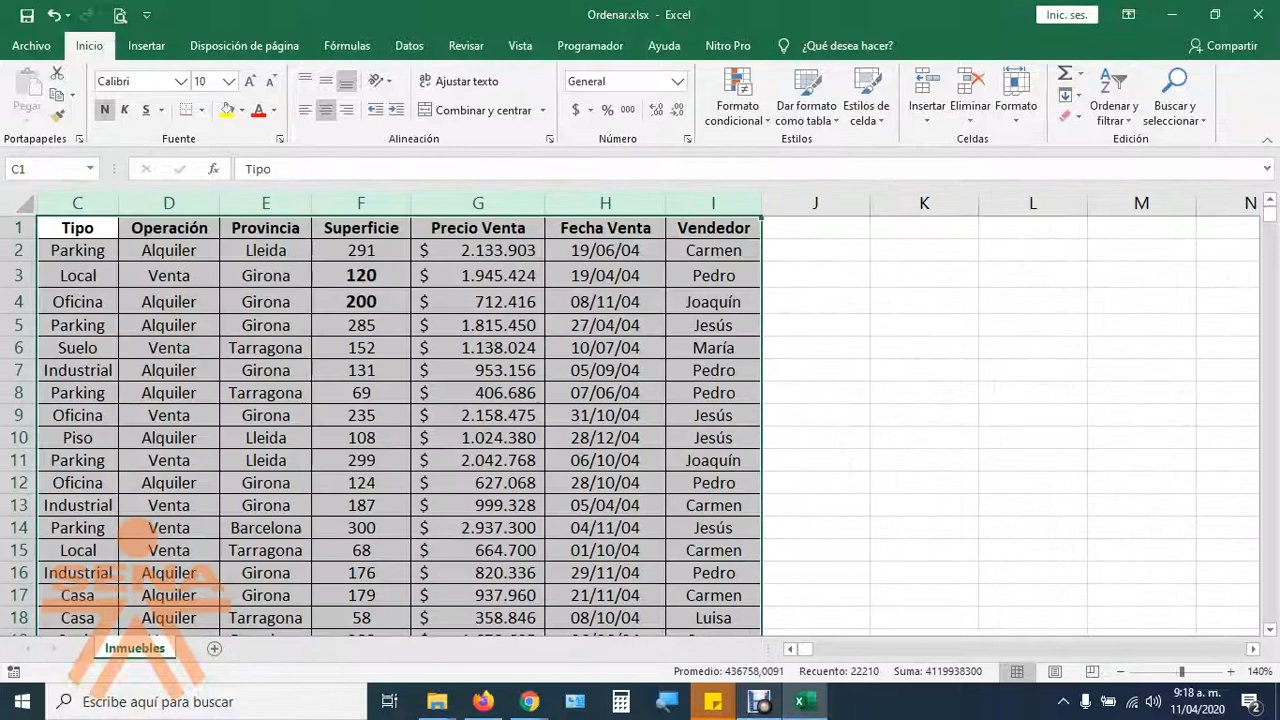 Ordenar.xlsx - Excel
Inic. ses.
Archivo Inicio Insertar Disposición de página Fórmulas Datos Revisar Vista Programador Ayuda Nitro Pro ¿Qué desea hacer? Compartir
Pegar
Calibri 10
N K S
Ajustar texto
Combinar y centrar
General
$ % 000
Formato condicional
Dar formato como tabla
Estilos de celda
Insertar
Eliminar
Formato
Ordenar y filtrar
Buscar y seleccionar
Portapapeles Fuente Alineación Número Estilos Celdas Edición
C1 fx Tipo
C D E F G H I J K L M N
1 Tipo Operación Provincia Superficie Precio Venta Fecha Venta Vendedor
2 Parking Alquiler Lleida 291 $ 2.133.903 19/06/04 Carmen
3 Local Venta Girona 120 $ 1.945.424 19/04/04 Pedro
4 Oficina Alquiler Girona 200 $ 712.416 08/11/04 Joaquín
5 Parking Alquiler Girona 285 $ 1.815.450 27/04/04 Jesús
6 Suelo Venta Tarragona 152 $ 1.138.024 10/07/04 María
7 Industrial Alquiler Girona 131 $ 953.156 05/09/04 Pedro
8 Parking Alquiler Tarragona 69 $ 406.686 07/06/04 Pedro
9 Oficina Venta Girona 235 $ 2.158.475 31/10/04 Jesús
10 Piso Alquiler Lleida 108 $ 1.024.380 28/12/04 Jesús
11 Parking Venta Lleida 299 $ 2.042.768 06/10/04 Joaquín
12 Oficina Alquiler Girona 124 $ 627.068 28/10/04 Pedro
13 Industrial Venta Girona 187 $ 999.328 05/04/04 Carmen
14 Parking Venta Barcelona 300 $ 2.937.300 04/11/04 Jesús
15 Local Venta Tarragona 68 $ 664.700 01/10/04 Carmen
16 Industrial Alquiler Girona 176 $ 820.336 29/11/04 Pedro
17 Casa Alquiler Girona 179 $ 937.960 21/11/04 Carmen
18 Casa Alquiler Tarragona 58 $ 358.846 08/10/04 Luisa
SENA
Inmuebles
Promedio: 436758,0091 Recuento: 22210 Suma: 4119938300 140%
Escribe aquí para buscar
9:18 a. m.
11/04/2020
2